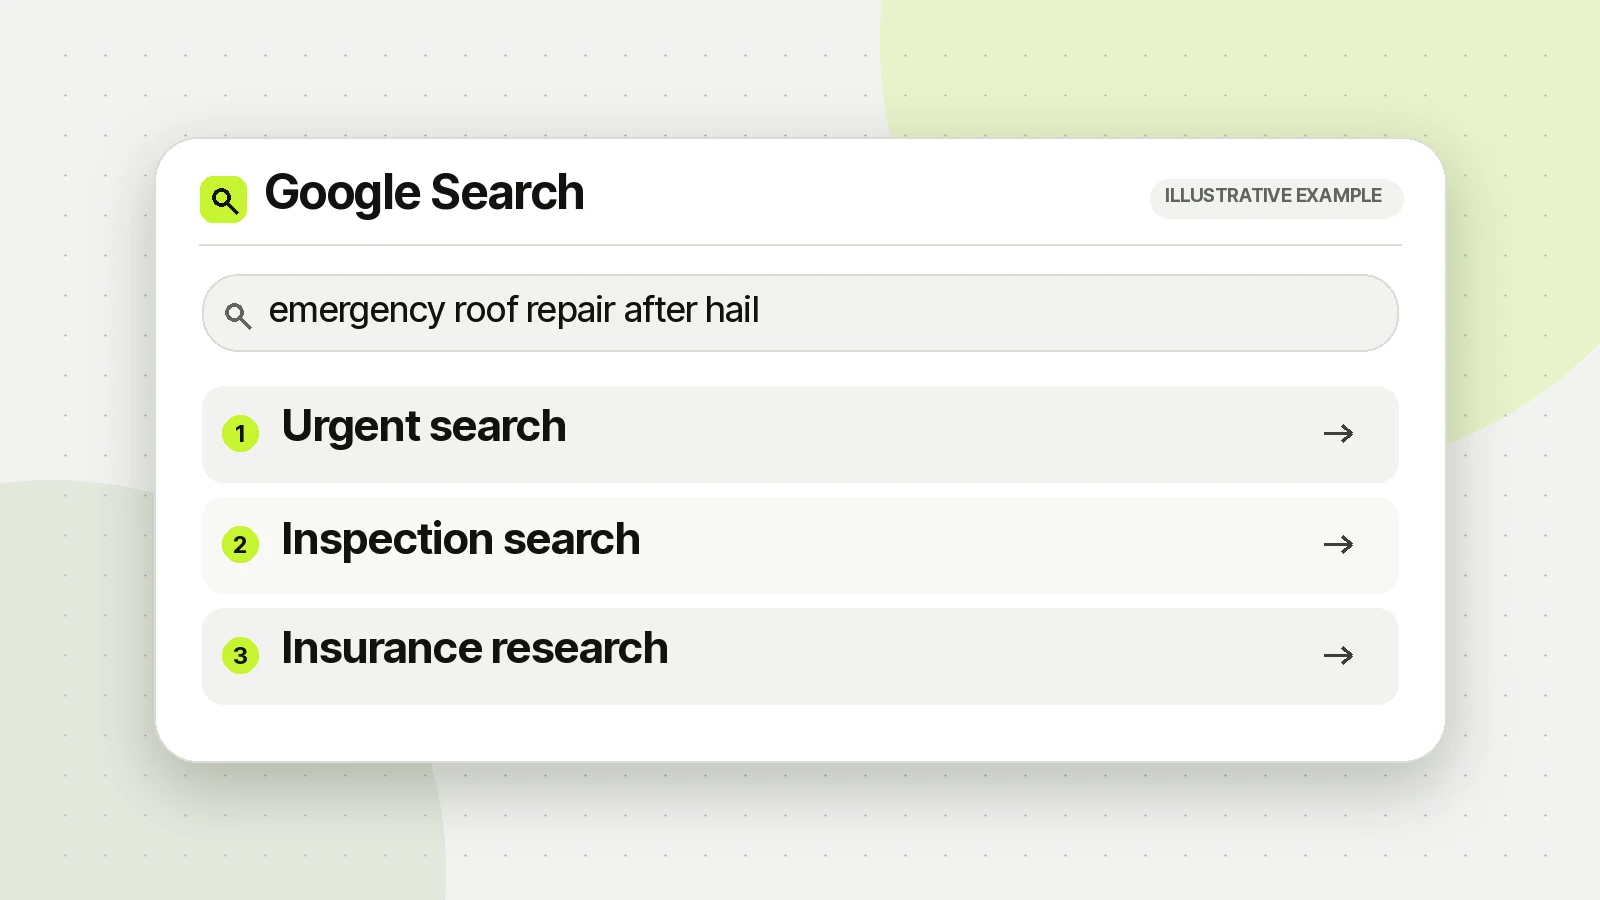 Google Search
ILLUSTRATIVE EXAMPLE
emergency roof repair after hail
1 Urgent search
2 Inspection search
3 Insurance research